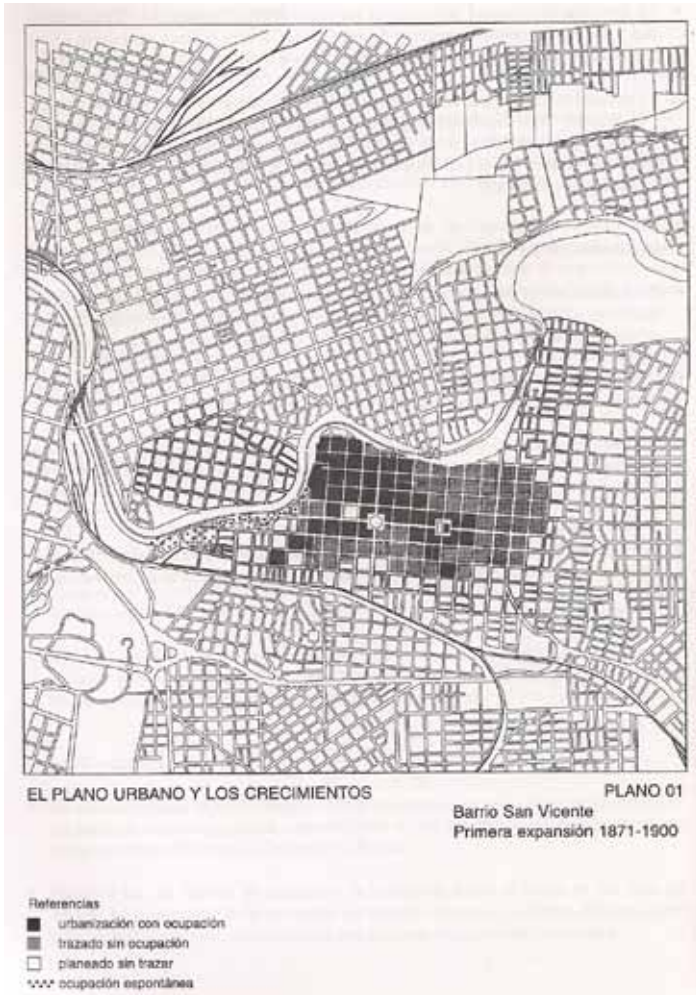 EL PLANO URBANO Y LOS CRECIMIENTOS
PLANO 01
Barrio San Vicente
Primera expansión 1871-1900
Referencias
urbanización con ocupación
trazado sin ocupación
planeado sin trazar
ocupación espontánea